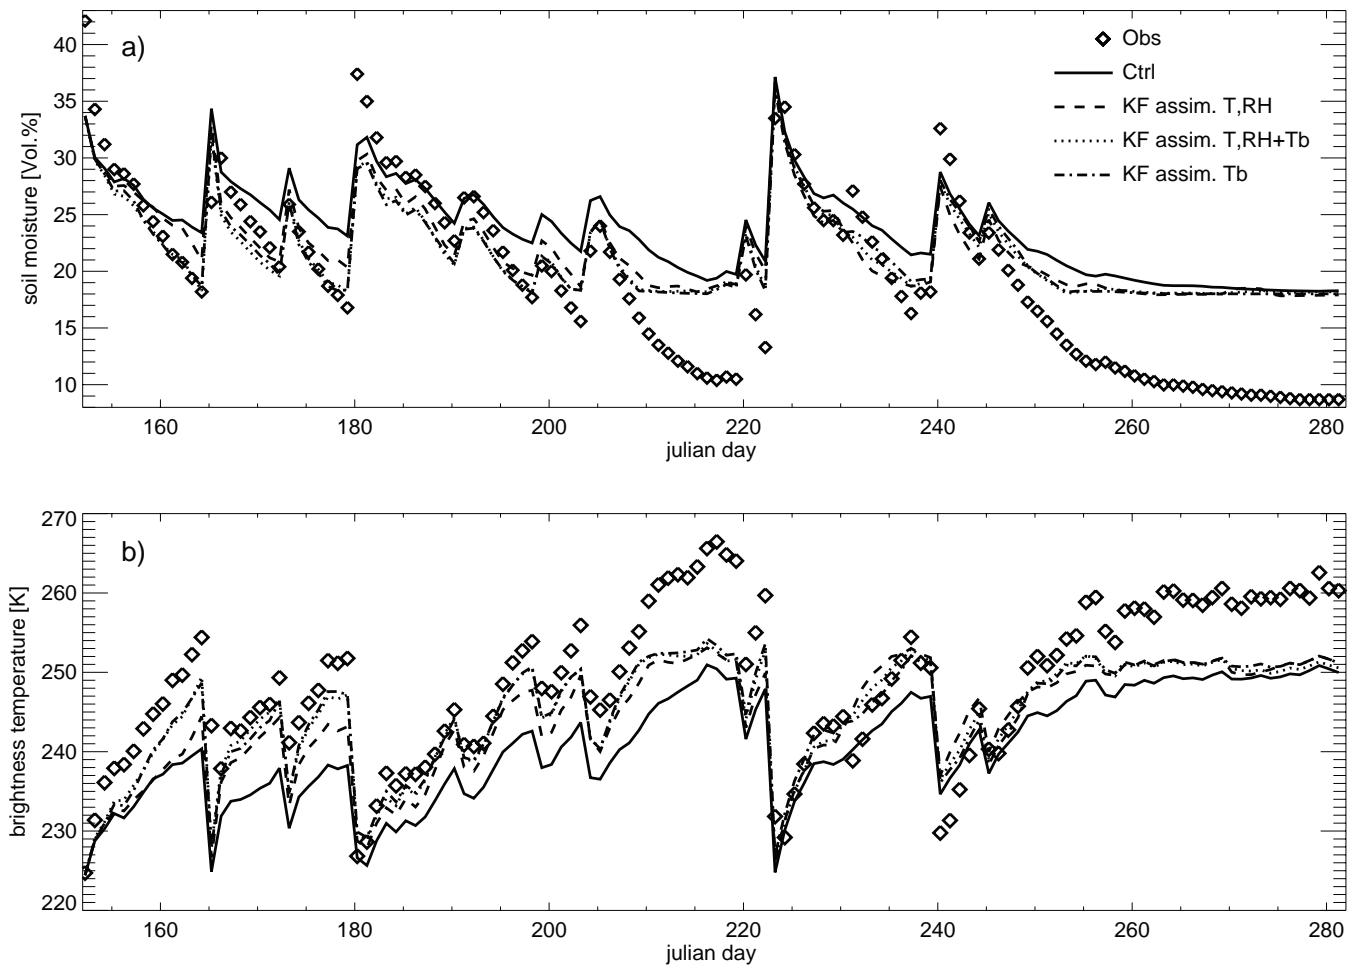 a)
Obs
Ctrl
KF assim. T,RH
KF assim. T,RH+Tb
KF assim. Tb
40
35
30
25
20
15
10
soil moisture [Vol.%]
160 180 200 220 240 260 280
julian day
b)
270
260
250
240
230
220
brightness temperature [K]
160 180 200 220 240 260 280
julian day